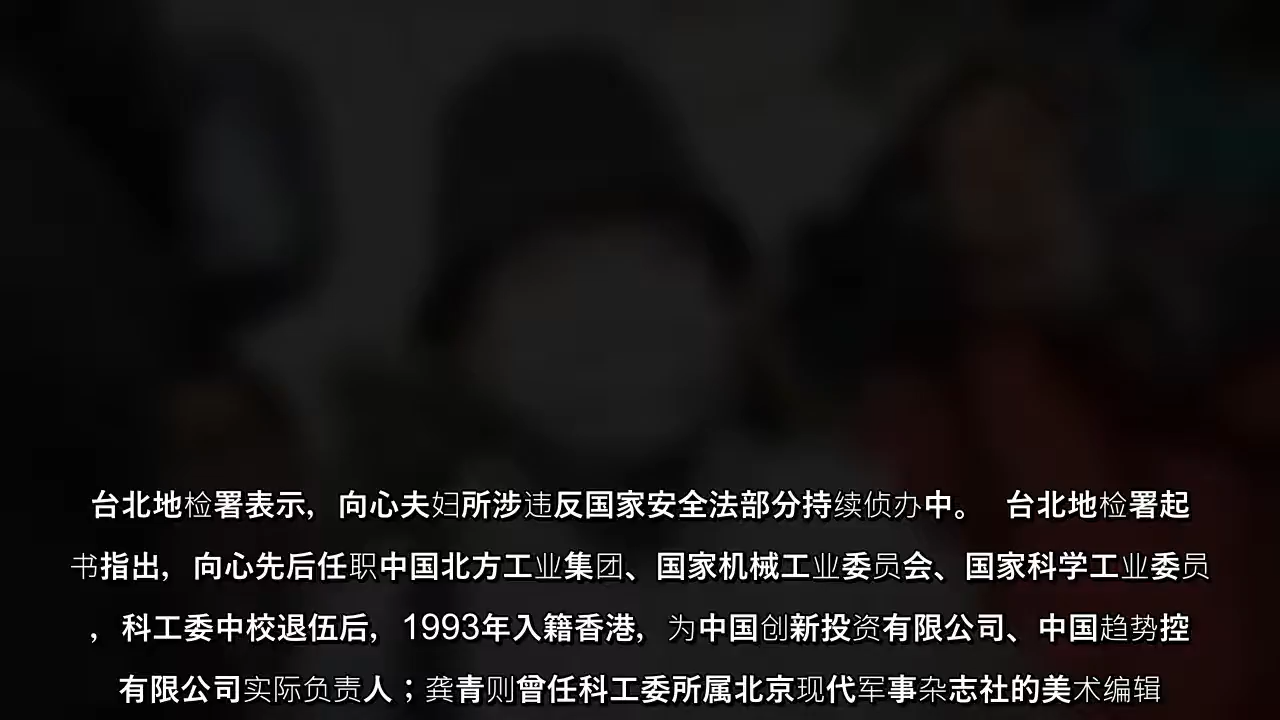 台北地检署表示，向心夫妇所涉违反国家安全法部分持续侦办中。 台北地检署起
书指出，向心先后任职中国北方工业集团、国家机械工业委员会、国家科学工业委员
，科工委中校退伍后，1993年入籍香港，为中国创新投资有限公司、中国趋势控
有限公司实际负责人；龚青则曾任科工委所属北京现代军事杂志社的美术编辑